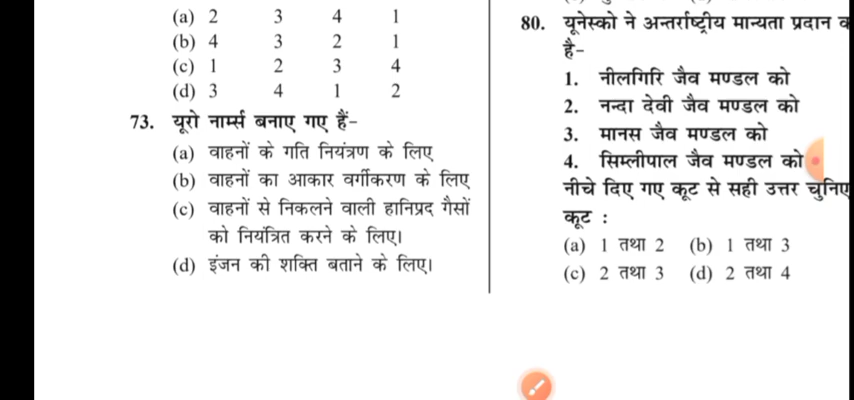 (a) 2 3 4 1
(b) 4 3 2 1
(c) 1 2 3 4
(d) 3 4 1 2
73. यूरो नार्म्स बनाए गए हैं-
(a) वाहनों के गति नियंत्रण के लिए
(b) वाहनों का आकार वर्गीकरण के लिए
(c) वाहनों से निकलने वाली हानिप्रद गैसों
को नियंत्रित करने के लिए।
(d) इंजन की शक्ति बताने के लिए।
80. यूनेस्को ने अन्तर्राष्ट्रीय मान्यता प्रदान
है-
1. नीलगिरि जैव मण्डल को
2. नन्दा देवी जैव मण्डल को
3. मानस जैव मण्डल को
4. सिम्लीपाल जैव मण्डल को
नीचे दिए गए कूट से सही उत्तर चुनिए
कूट :
(a) 1 तथा 2 (b) 1 तथा 3
(c) 2 तथा 3 (d) 2 तथा 4